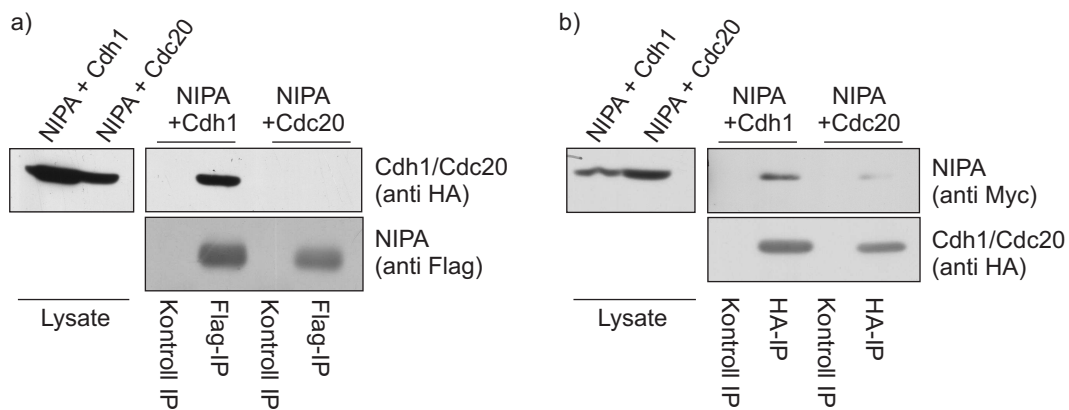 a)
NIPA + Cdh1
NIPA + Cdc20
NIPA
+Cdh1
NIPA
+Cdc20
Cdh1/Cdc20
(anti HA)
NIPA
(anti Flag)
Lysate
Kontroll IP
Flag-IP
Kontroll IP
Flag-IP
b)
NIPA + Cdh1
NIPA + Cdc20
NIPA
+Cdh1
NIPA
+Cdc20
NIPA
(anti Myc)
Cdh1/Cdc20
(anti HA)
Lysate
Kontroll IP
HA-IP
Kontroll IP
HA-IP